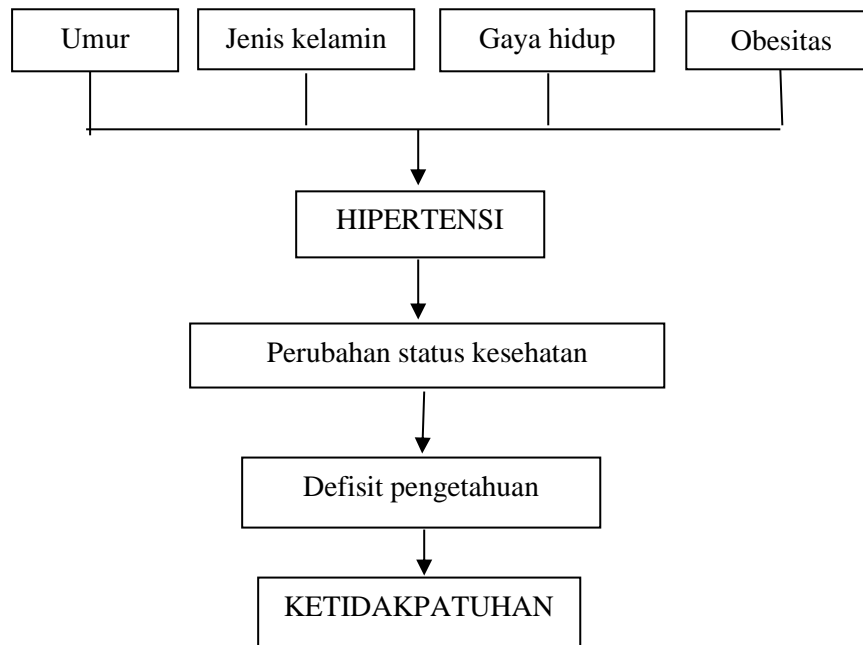 Umur
Jenis kelamin
Gaya hidup
Obesitas
HIPERTENSI
Perubahan status kesehatan
Defisit pengetahuan
KETIDAKPATUHAN